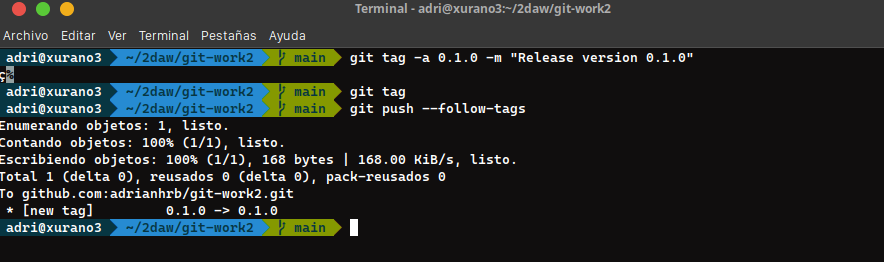 Terminal - adri@xurano3:~/2daw/git-work2
Archivo Editar Ver Terminal Pestañas Ayuda
adri@xurano3 ~/2daw/git-work2 main git tag -a 0.1.0 -m "Release version 0.1.0"
ç%
adri@xurano3 ~/2daw/git-work2 main git tag
adri@xurano3 ~/2daw/git-work2 main git push --follow-tags
Enumerando objetos: 1, listo.
Contando objetos: 100% (1/1), listo.
Escribiendo objetos: 100% (1/1), 168 bytes | 168.00 KiB/s, listo.
Total 1 (delta 0), reusados 0 (delta 0), pack-reusados 0
To github.com:adrianhrb/git-work2.git
* [new tag] 0.1.0 -> 0.1.0
adri@xurano3 ~/2daw/git-work2 main